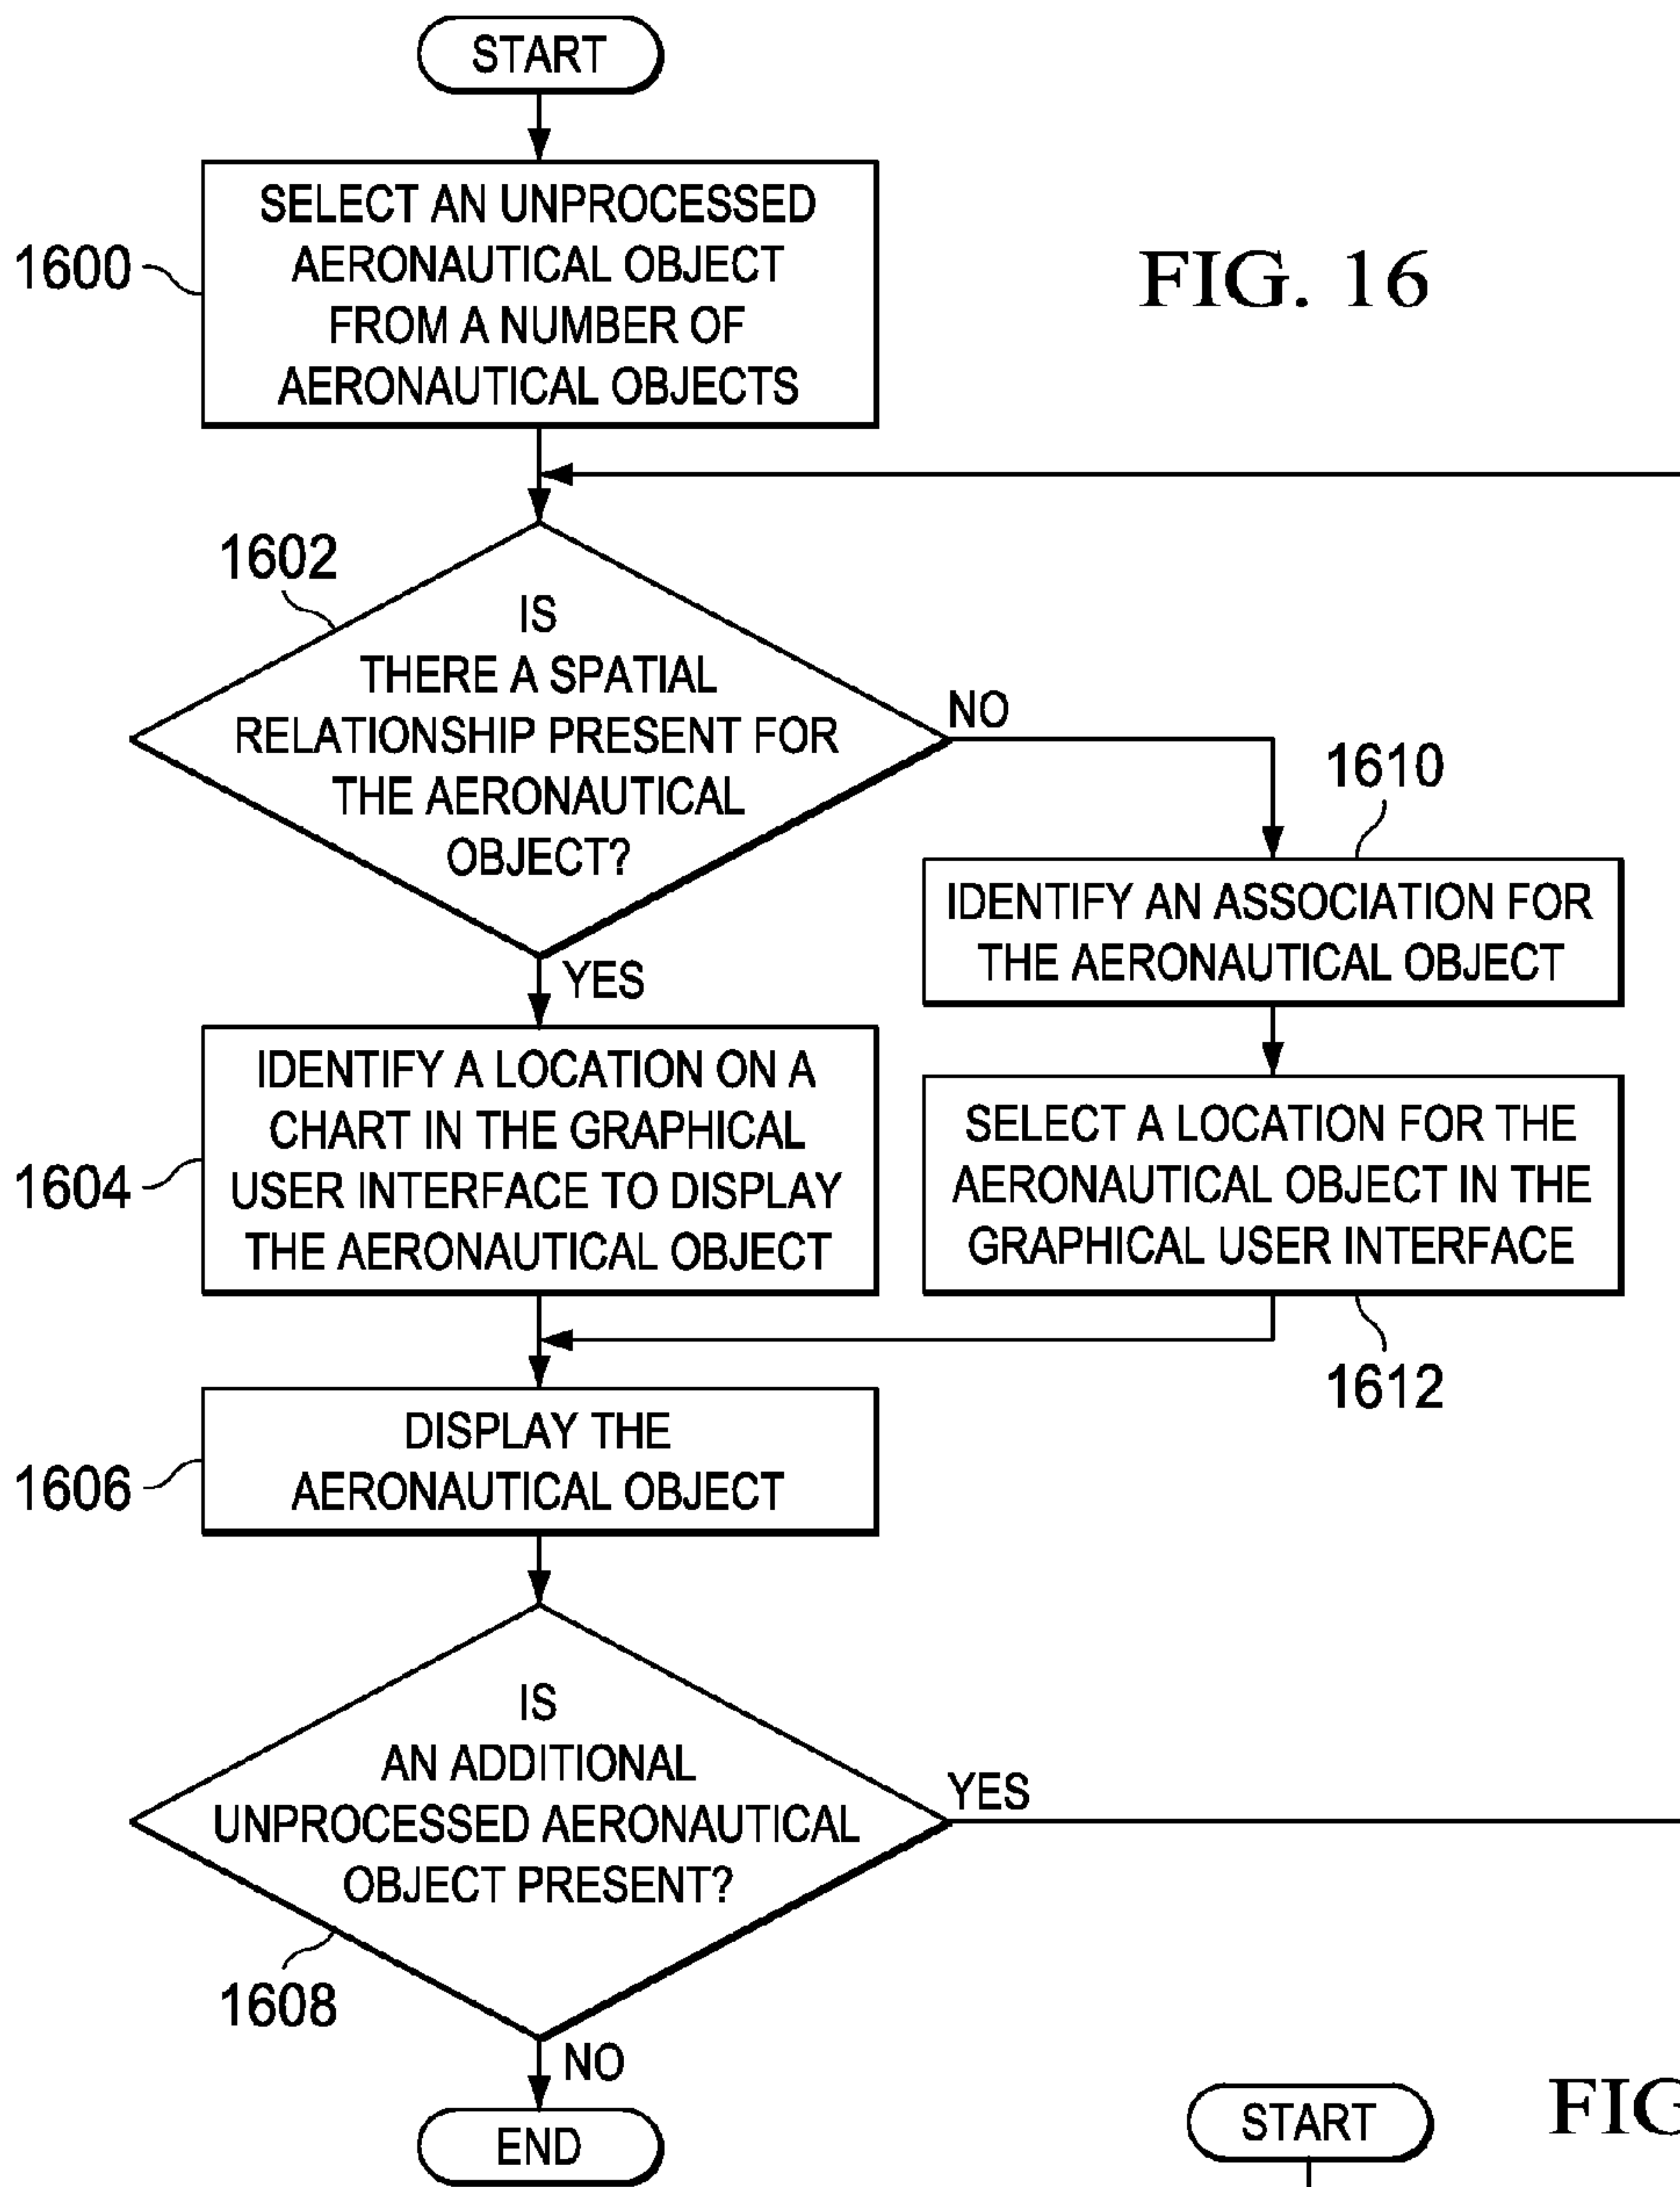 START
SELECT AN UNPROCESSED
AERONAUTICAL OBJECT
FROM A NUMBER OF
AERONAUTICAL OBJECTS
1600
FIG. 16
1602
IS
THERE A SPATIAL
RELATIONSHIP PRESENT FOR
THE AERONAUTICAL
OBJECT?
NO
YES
1610
IDENTIFY AN ASSOCIATION FOR
THE AERONAUTICAL OBJECT
IDENTIFY A LOCATION ON A
CHART IN THE GRAPHICAL
USER INTERFACE TO DISPLAY
THE AERONAUTICAL OBJECT
1604
SELECT A LOCATION FOR THE
AERONAUTICAL OBJECT IN THE
GRAPHICAL USER INTERFACE
1612
DISPLAY THE
AERONAUTICAL OBJECT
1606
IS
AN ADDITIONAL
UNPROCESSED AERONAUTICAL
OBJECT PRESENT?
YES
1608
NO
END
START
FIG